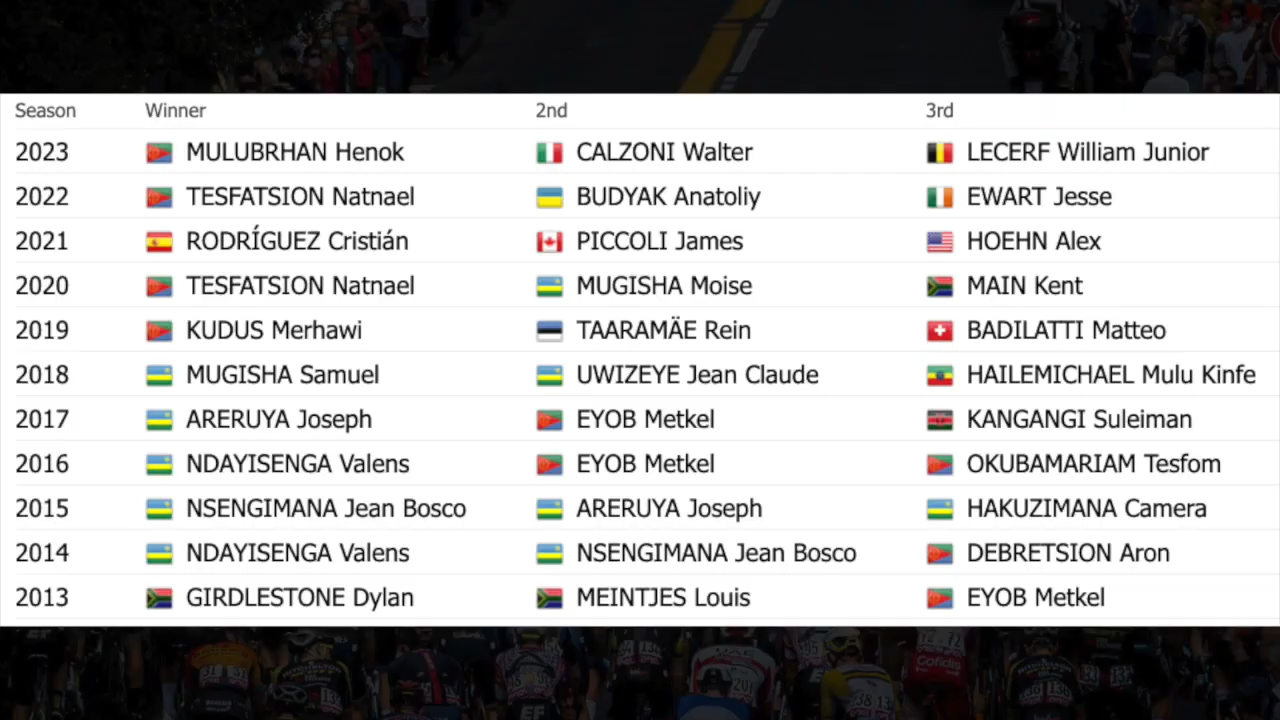 Season Winner 2nd 3rd
2023 MULUBRHAN Henok CALZONI Walter LECERF William Junior
2022 TESFATSION Natnael BUDYAK Anatoliy EWART Jesse
2021 RODRÍGUEZ Cristián PICCOLI James HOEHN Alex
2020 TESFATSION Natnael MUGISHA Moise MAIN Kent
2019 KUDUS Merhawi TAARAMÄE Rein BADILATTI Matteo
2018 MUGISHA Samuel UWIZEYE Jean Claude HAILEMICHAEL Mulu Kinfe
2017 ARERUYA Joseph EYOB Metkel KANGANGI Suleiman
2016 NDAYISENGA Valens EYOB Metkel OKUBAMARIAM Tesfom
2015 NSENGIMANA Jean Bosco ARERUYA Joseph HAKUZIMANA Camera
2014 NDAYISENGA Valens NSENGIMANA Jean Bosco DEBRETSION Aron
2013 GIRDLESTONE Dylan MEINTJES Louis EYOB Metkel
UAE
Cofidis
EF